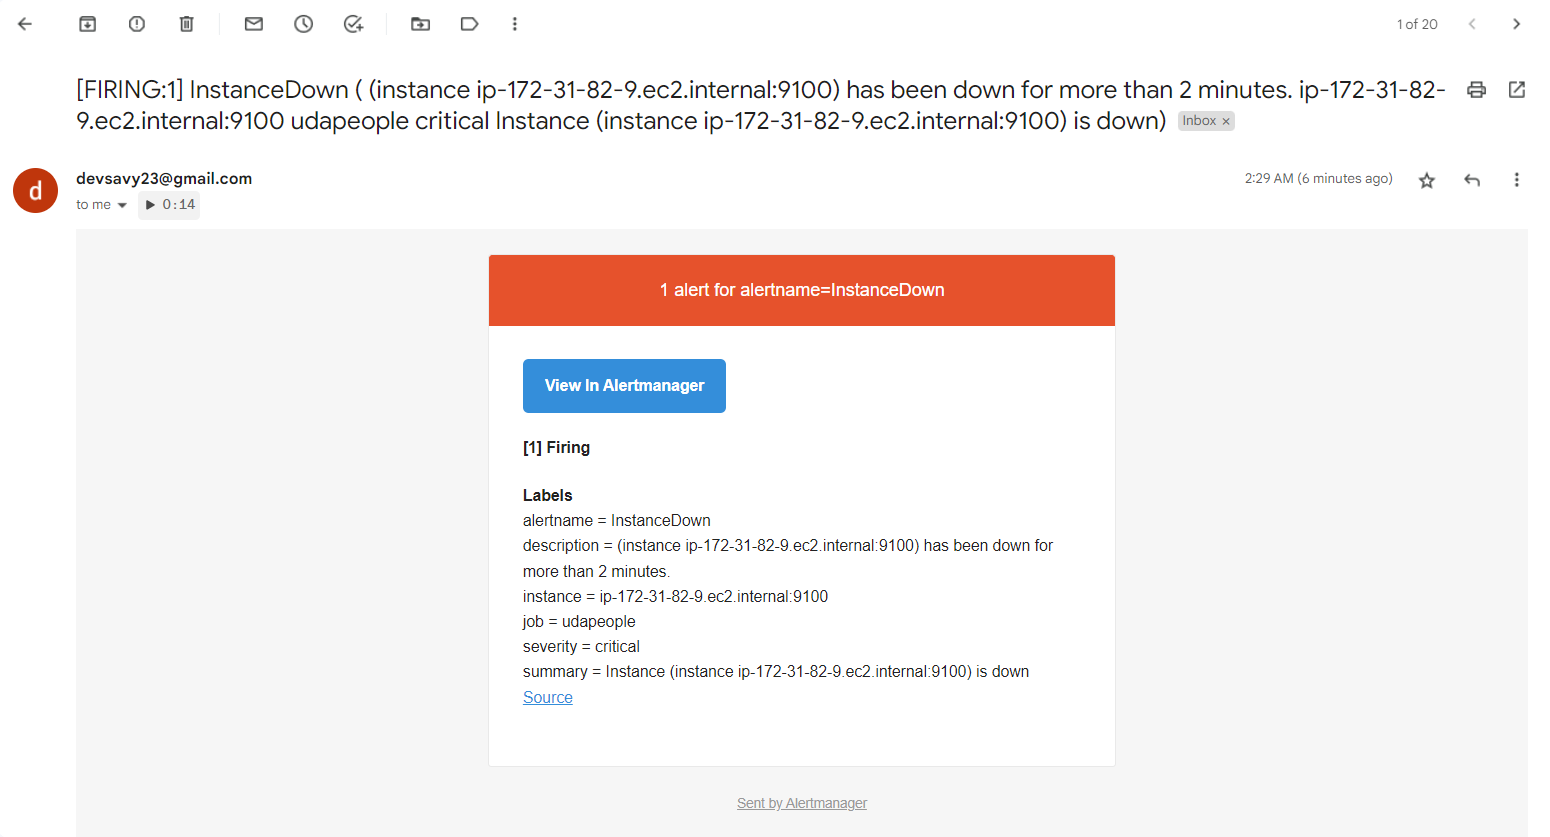 1 of 20
[FIRING:1] InstanceDown ( (instance ip-172-31-82-9.ec2.internal:9100) has been down for more than 2 minutes. ip-172-31-82-
9.ec2.internal:9100 udapeople critical Instance (instance ip-172-31-82-9.ec2.internal:9100) is down) Inbox ×
d
devsavy23@gmail.com
2:29 AM (6 minutes ago)
to me
0:14
1 alert for alertname=InstanceDown
View In Alertmanager
[1] Firing
Labels
alertname = InstanceDown
description = (instance ip-172-31-82-9.ec2.internal:9100) has been down for
more than 2 minutes.
instance = ip-172-31-82-9.ec2.internal:9100
job = udapeople
severity = critical
summary = Instance (instance ip-172-31-82-9.ec2.internal:9100) is down
Source
Sent by Alertmanager